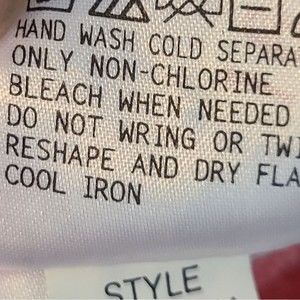 HAND WASH COLD SEPARA
ONLY NON-CHLORINE
BLEACH WHEN NEEDED
DO NOT WRING OR TWI
RESHAPE AND DRY FLA
COOL IRON
STYLE